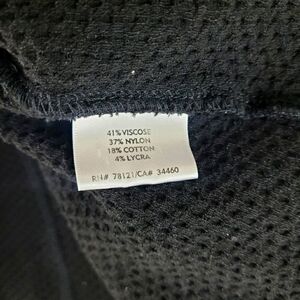 41% VISCOSE
37% NYLON
18% COTTON
4% LYCRA
RN# 78121/CA# 34460